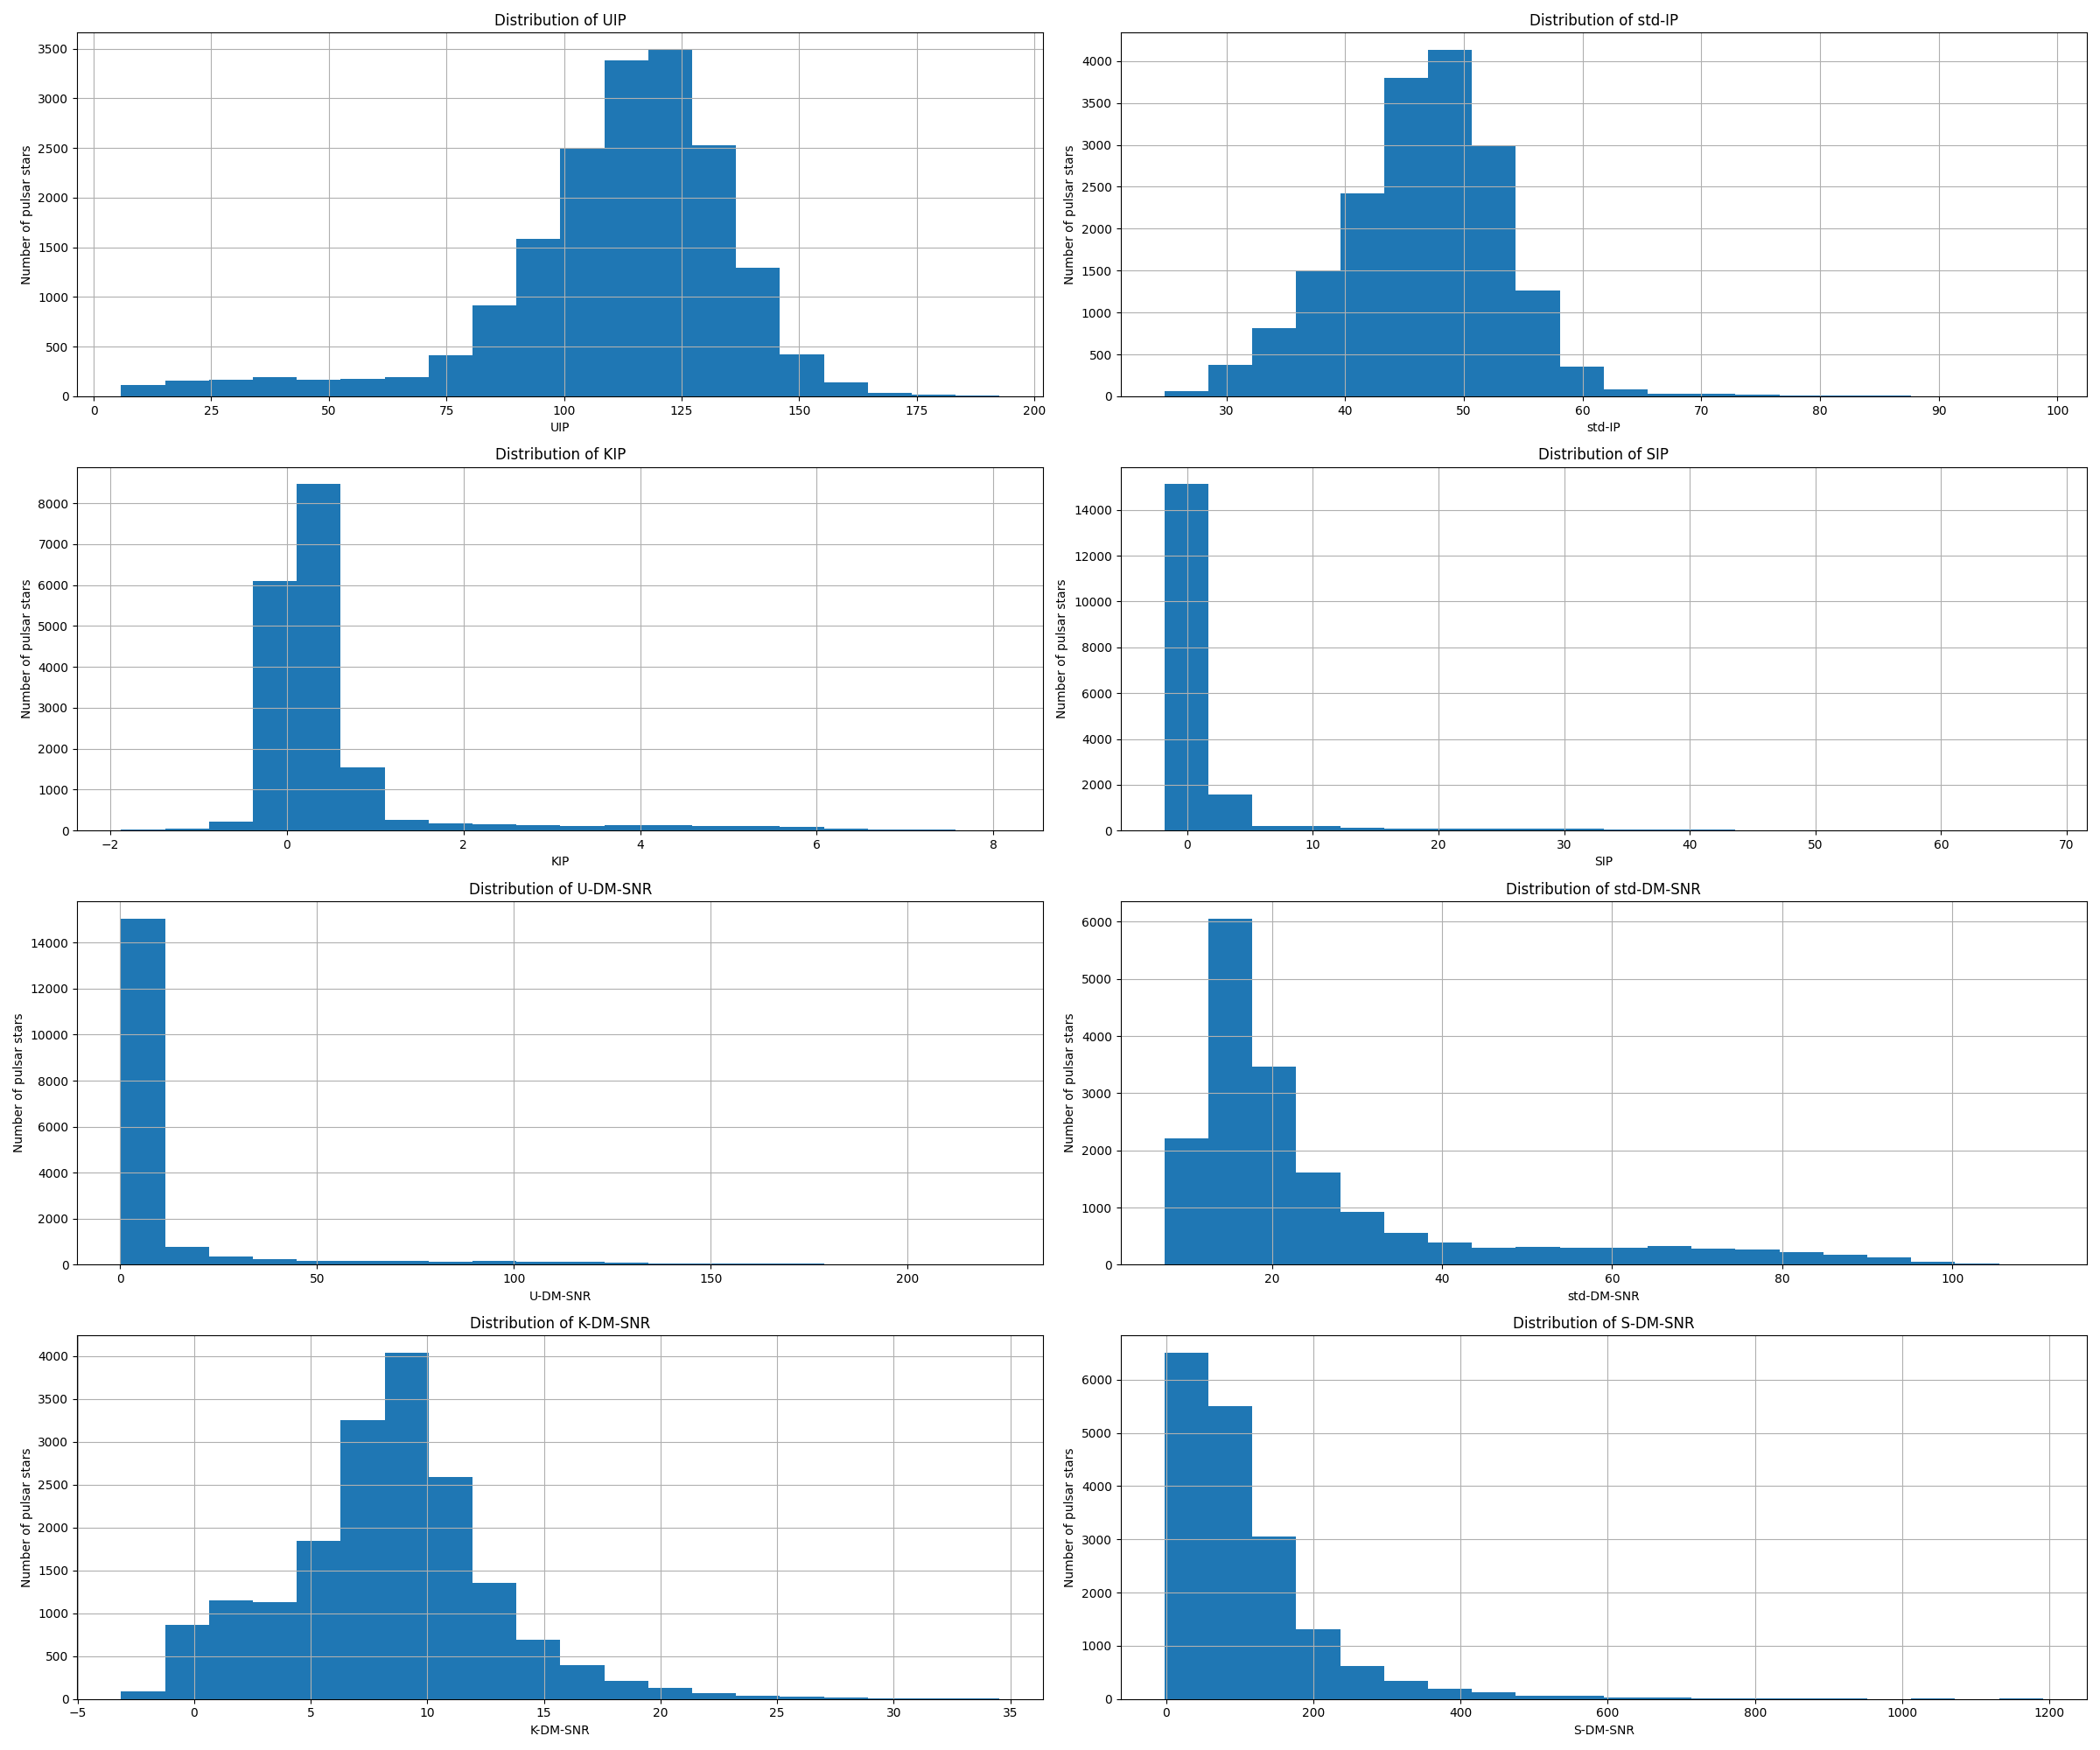 Distribution of UIP
Number of pulsar stars
3500
3000
2500
2000
1500
1000
500
0
0 25 50 75 100 125 150 175 200
UIP
Distribution of std-IP
Number of pulsar stars
4000
3500
3000
2500
2000
1500
1000
500
0
30 40 50 60 70 80 90 100
std-IP
Distribution of KIP
Number of pulsar stars
8000
7000
6000
5000
4000
3000
2000
1000
0
−2 0 2 4 6 8
KIP
Distribution of SIP
Number of pulsar stars
14000
12000
10000
8000
6000
4000
2000
0
0 10 20 30 40 50 60 70
SIP
Distribution of U-DM-SNR
Number of pulsar stars
14000
12000
10000
8000
6000
4000
2000
0
0 50 100 150 200
U-DM-SNR
Distribution of std-DM-SNR
Number of pulsar stars
6000
5000
4000
3000
2000
1000
0
20 40 60 80 100
std-DM-SNR
Distribution of K-DM-SNR
Number of pulsar stars
4000
3500
3000
2500
2000
1500
1000
500
0
−5 0 5 10 15 20 25 30 35
K-DM-SNR
Distribution of S-DM-SNR
Number of pulsar stars
6000
5000
4000
3000
2000
1000
0
0 200 400 600 800 1000 1200
S-DM-SNR